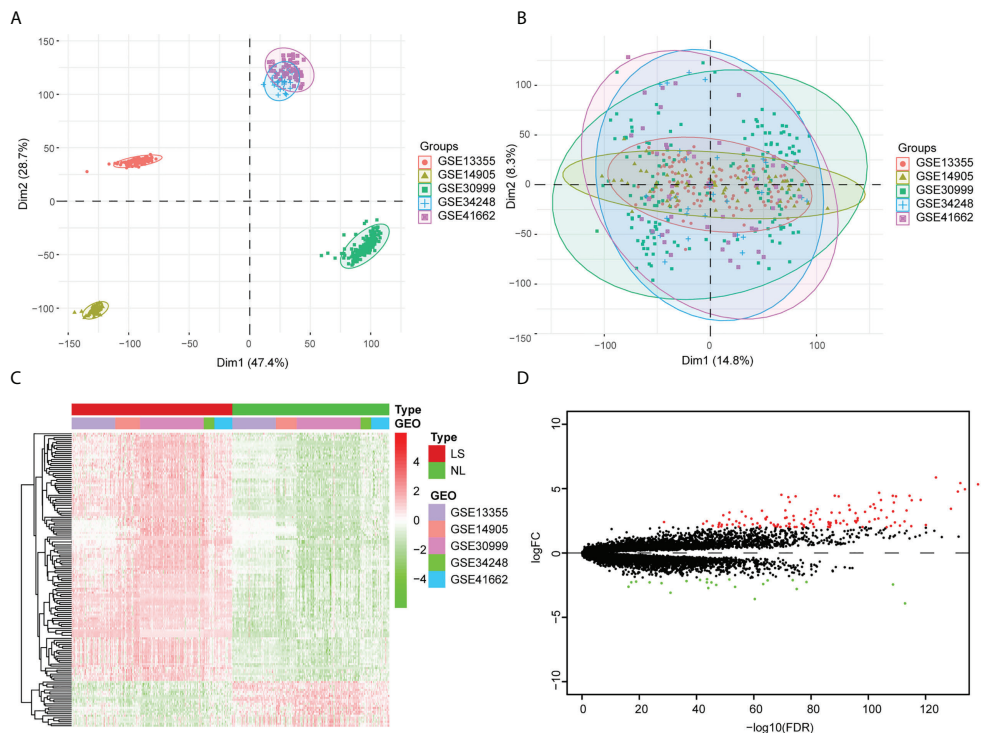 A
150
100
50
0
−50
−100
−150
−100
−50
0
50
100
Dim2 (28.7%)
Dim1 (47.4%)
Groups
GSE13355
GSE14905
GSE30999
GSE34248
GSE41662
B
150
100
50
0
−50
−100
−150
−100
0
100
Dim2 (8.3%)
Dim1 (14.8%)
Groups
GSE13355
GSE14905
GSE30999
GSE34248
GSE41662
C
Type
GEO
4
2
0
−2
−4
Type
LS
NL
GEO
GSE13355
GSE14905
GSE30999
GSE34248
GSE41662
D
10
5
0
−5
−10
logFC
0
20
40
60
80
100
120
−log10(FDR)